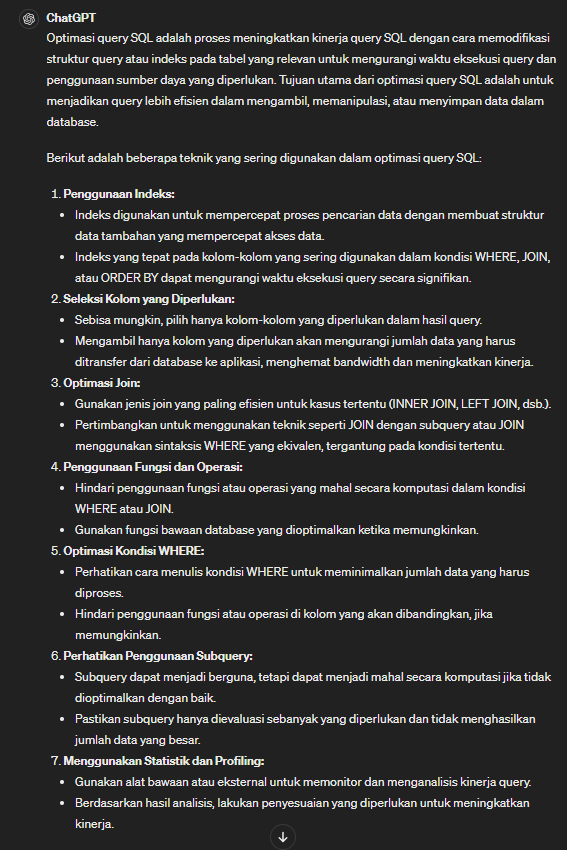 ChatGPT
Optimasi query SQL adalah proses meningkatkan kinerja query SQL dengan cara memodifikasi
struktur query atau indeks pada tabel yang relevan untuk mengurangi waktu eksekusi query dan
penggunaan sumber daya yang diperlukan. Tujuan utama dari optimasi query SQL adalah untuk
menjadikan query lebih efisien dalam mengambil, memanipulasi, atau menyimpan data dalam
database.
Berikut adalah beberapa teknik yang sering digunakan dalam optimasi query SQL:
1. Penggunaan Indeks:
• Indeks digunakan untuk mempercepat proses pencarian data dengan membuat struktur
data tambahan yang mempercepat akses data.
• Indeks yang tepat pada kolom-kolom yang sering digunakan dalam kondisi WHERE, JOIN,
atau ORDER BY dapat mengurangi waktu eksekusi query secara signifikan.
2. Seleksi Kolom yang Diperlukan:
• Sebisa mungkin, pilih hanya kolom-kolom yang diperlukan dalam hasil query.
• Mengambil hanya kolom yang diperlukan akan mengurangi jumlah data yang harus
ditransfer dari database ke aplikasi, menghemat bandwidth dan meningkatkan kinerja.
3. Optimasi Join:
• Gunakan jenis join yang paling efisien untuk kasus tertentu (INNER JOIN, LEFT JOIN, dsb.).
• Pertimbangkan untuk menggunakan teknik seperti JOIN dengan subquery atau JOIN
menggunakan sintaksis WHERE yang ekivalen, tergantung pada kondisi tertentu.
4. Penggunaan Fungsi dan Operasi:
• Hindari penggunaan fungsi atau operasi yang mahal secara komputasi dalam kondisi
WHERE atau JOIN.
• Gunakan fungsi bawaan database yang dioptimalkan ketika memungkinkan.
5. Optimasi Kondisi WHERE:
• Perhatikan cara menulis kondisi WHERE untuk meminimalkan jumlah data yang harus
diproses.
• Hindari penggunaan fungsi atau operasi di kolom yang akan dibandingkan, jika
memungkinkan.
6. Perhatikan Penggunaan Subquery:
• Subquery dapat menjadi berguna, tetapi dapat menjadi mahal secara komputasi jika tidak
dioptimalkan dengan baik.
• Pastikan subquery hanya dievaluasi sebanyak yang diperlukan dan tidak menghasilkan
jumlah data yang besar.
7. Menggunakan Statistik dan Profiling:
• Gunakan alat bawaan atau eksternal untuk memonitor dan menganalisis kinerja query.
• Berdasarkan hasil analisis, lakukan penyesuaian yang diperlukan untuk meningkatkan
kinerja.